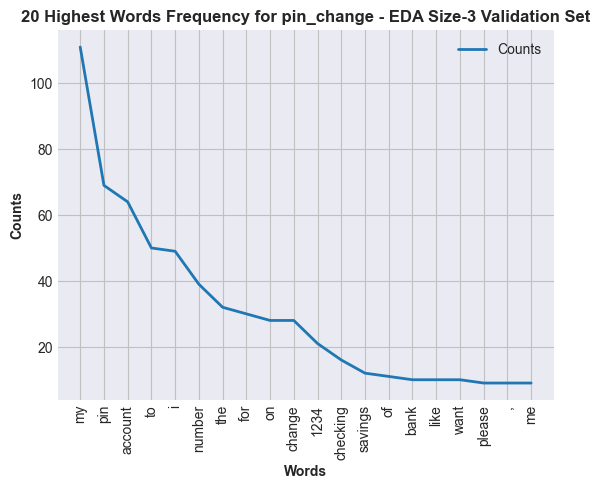 20 Highest Words Frequency for pin_change - EDA Size-3 Validation Set
Counts
100
80
60
40
20
Counts
my
pin
account
to
i
number
the
for
on
change
1234
checking
savings
of
bank
like
want
please
,
me
Words